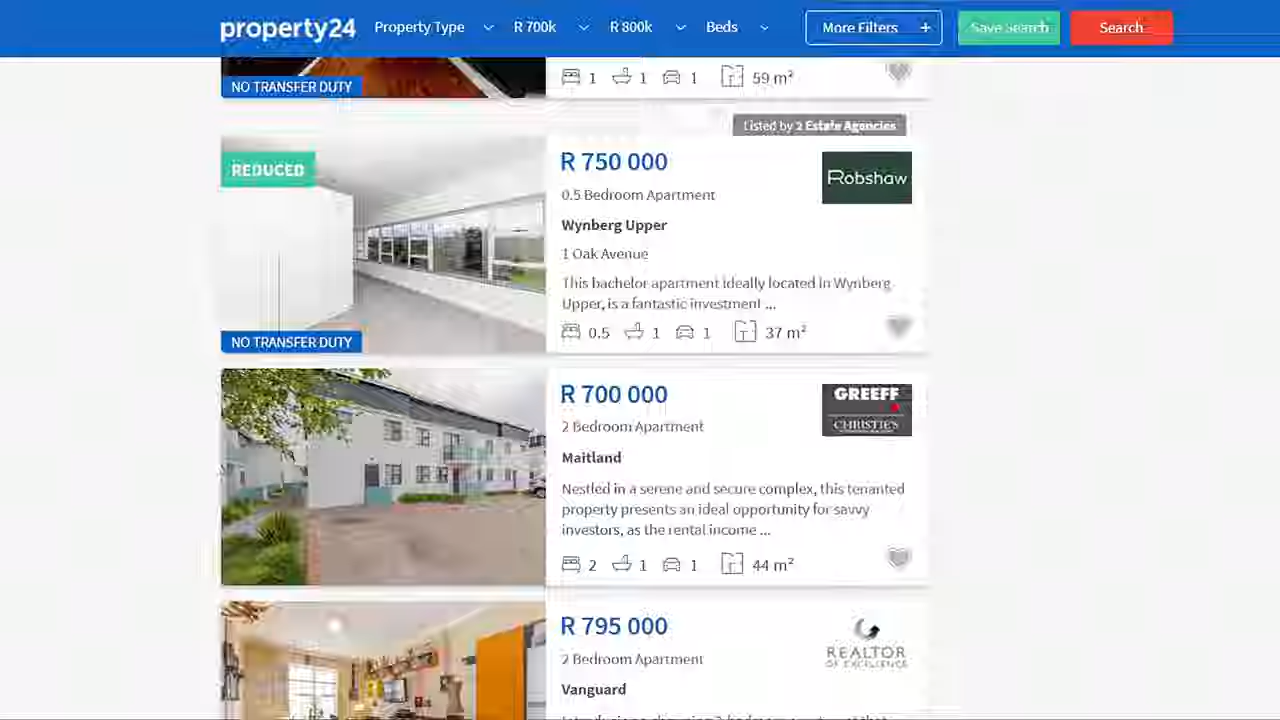 property24 Property Type R 700k R 800k Beds More Filters + Save Search Search
NO TRANSFER DUTY
1 1 1 59 m²
Listed by 2 Estate Agencies
REDUCED
R 750 000
Robshaw
0.5 Bedroom Apartment
Wynberg Upper
1 Oak Avenue
This bachelor apartment ideally located in Wynberg
Upper, is a fantastic investment ...
NO TRANSFER DUTY
0.5 1 1 37 m²
R 700 000
GREEFF
CHRISTIE'S
2 Bedroom Apartment
Maitland
Nestled in a serene and secure complex, this tenanted
property presents an ideal opportunity for savvy
investors, as the rental income ...
2 1 1 44 m²
R 795 000
REALTOR
OF EXCELLENCE
2 Bedroom Apartment
Vanguard